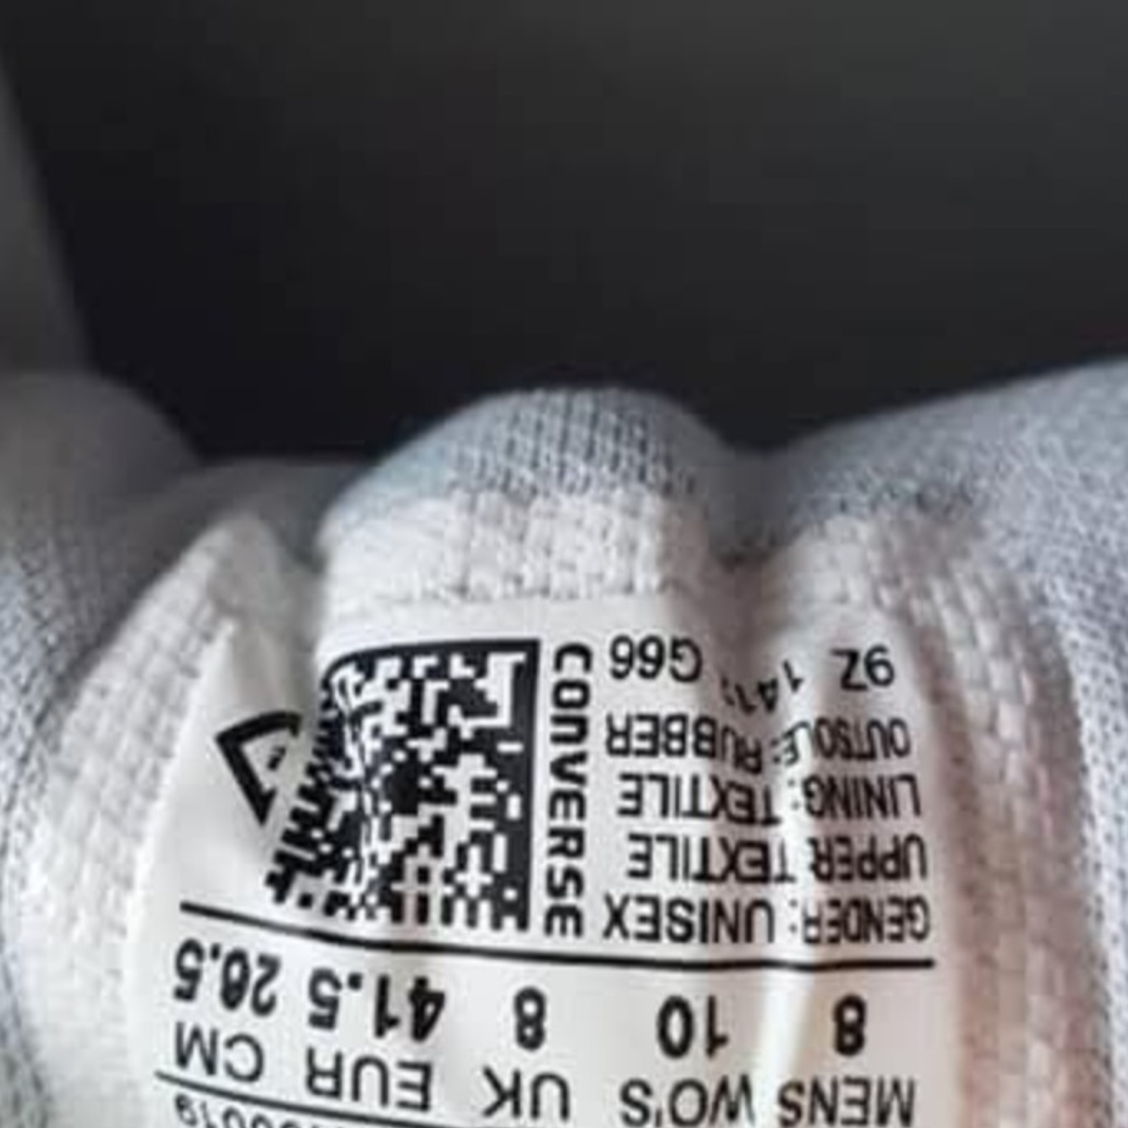 MENS WO'S UK EUR CM
8 10 8 41.5 26.5
GENDER: UNISEX
UPPER: TEXTILE
LINING: TEXTILE
OUTSOLE: RUBBER
9Z G66
CONVERSE